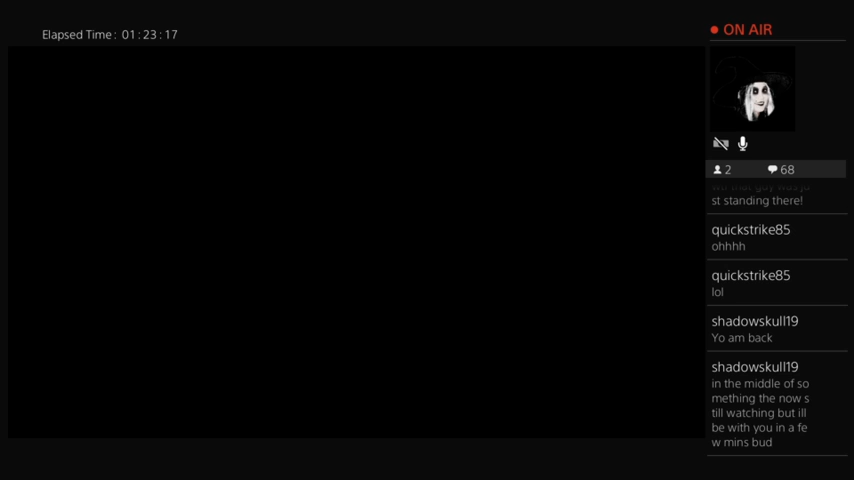 Elapsed Time: 01:23:17
ON AIR
2 68
st standing there!
quickstrike85
ohhhh
quickstrike85
lol
shadowskull19
Yo am back
shadowskull19
in the middle of so
mething the now s
till watching but ill
be with you in a fe
w mins bud